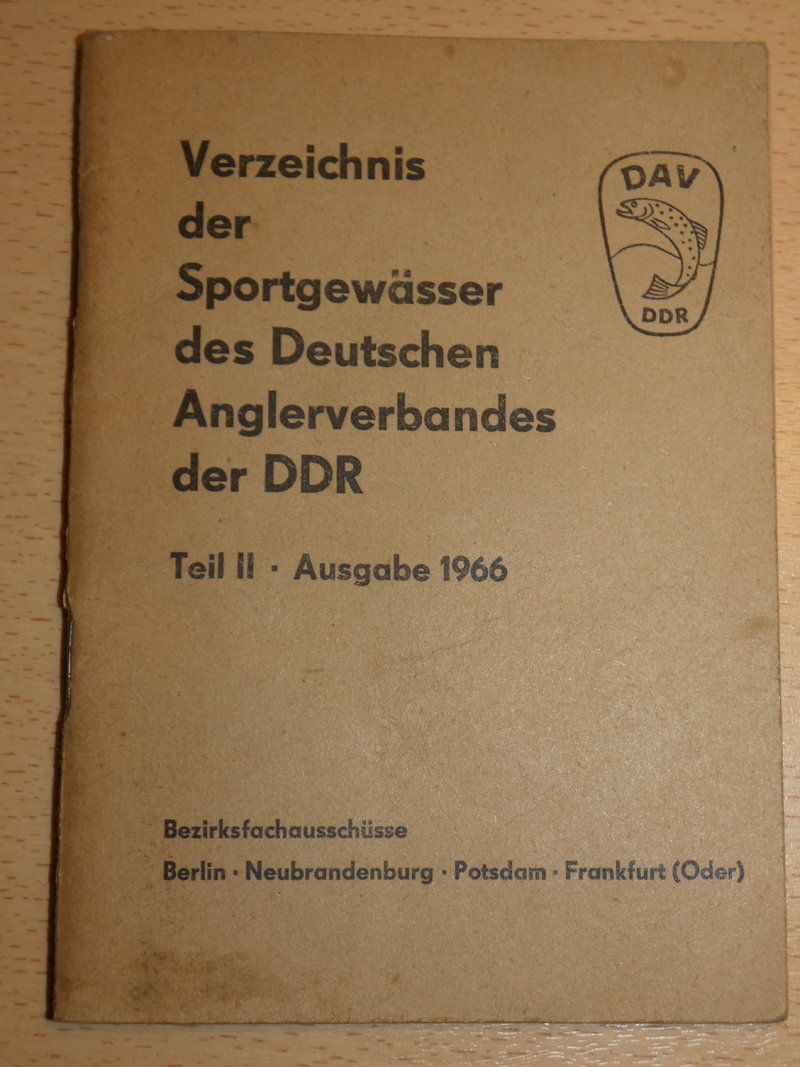 Verzeichnis
der
Sportgewässer
des Deutschen
Anglerverbandes
der DDR
DAV
DDR
Teil II · Ausgabe 1966
Bezirksfachausschüsse
Berlin · Neubrandenburg · Potsdam · Frankfurt (Oder)